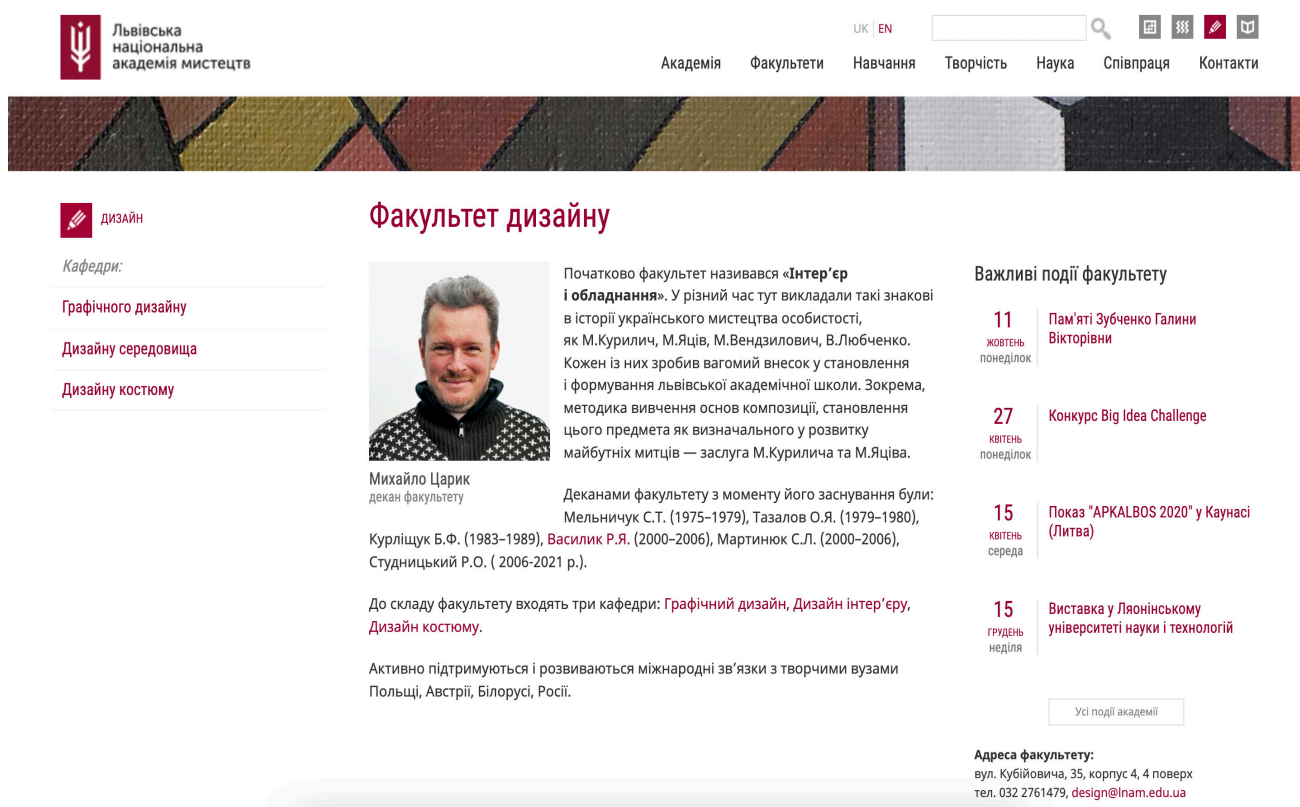 Львівська
національна
академія мистецтв
UK EN
Академія Факультети Навчання Творчість Наука Співпраця Контакти
ДИЗАЙН
Кафедри:
Графічного дизайну
Дизайну середовища
Дизайну костюму
Факультет дизайну
Михайло Царик
декан факультету
Початково факультет називався «Інтер’єр
і обладнання». У різний час тут викладали такі знакові
в історії українського мистецтва особистості,
як М.Курилич, М.Яців, М.Вендзилович, В.Любченко.
Кожен із них зробив вагомий внесок у становлення
і формування львівської академічної школи. Зокрема,
методика вивчення основ композиції, становлення
цього предмета як визначального у розвитку
майбутніх митців — заслуга М.Курилича та М.Яціва.
Деканами факультету з моменту його заснування були:
Мельничук С.Т. (1975–1979), Тазалов О.Я. (1979–1980),
Курліщук Б.Ф. (1983–1989), Василик Р.Я. (2000–2006), Мартинюк С.Л. (2000–2006),
Студницький Р.О. ( 2006-2021 р.).
До складу факультету входять три кафедри: Графічний дизайн, Дизайн інтер’єру,
Дизайн костюму.
Активно підтримуються і розвиваються міжнародні зв’язки з творчими вузами
Польщі, Австрії, Білорусі, Росії.
Важливі події факультету
11
жовтень
понеділок
Пам'яті Зубченко Галини
Вікторівни
27
квітень
понеділок
Конкурс Big Idea Challenge
15
квітень
середа
Показ "APKALBOS 2020" у Каунасі
(Литва)
15
грудень
неділя
Виставка у Ляонінському
університеті науки і технологій
Усі події академії
Адреса факультету:
вул. Кубійовича, 35, корпус 4, 4 поверх
тел. 032 2761479, design@lnam.edu.ua